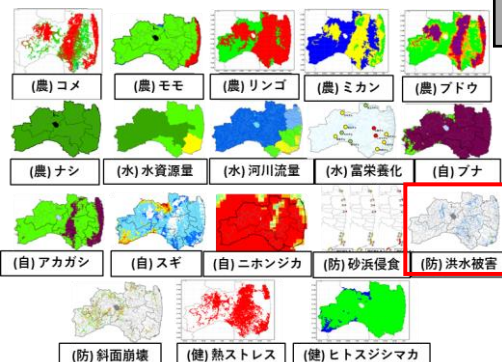 (農) コメ
(農) モモ
(農) リンゴ
(農) ミカン
(農) ブドウ
(農) ナシ
(水) 水資源量
(水) 河川流量
(水) 富栄養化
(自) ブナ
(自) アカガシ
(自) スギ
(自) ニホンジカ
(防) 砂浜侵食
(防) 洪水被害
(防) 斜面崩壊
(健) 熱ストレス
(健) ヒトスジシマカ